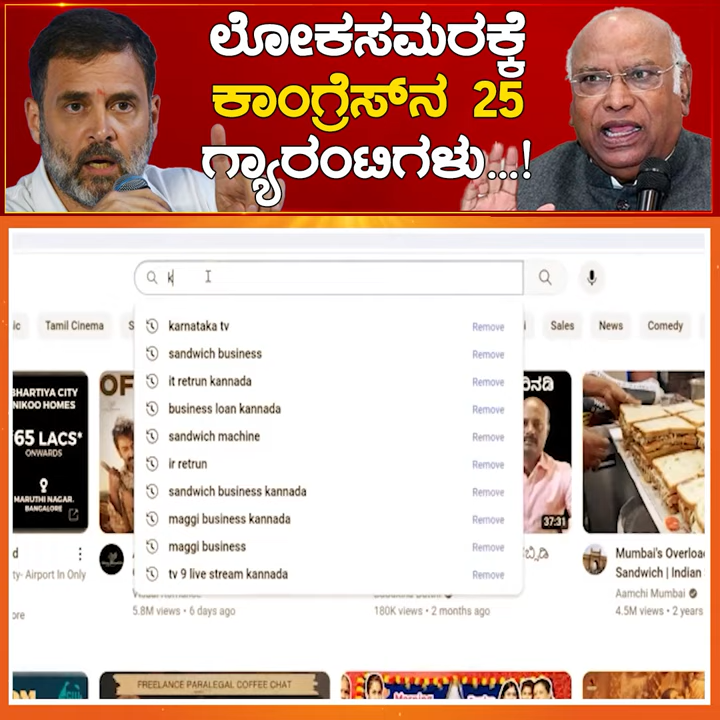 ಲೋಕಸಮರಕ್ಕೆ
ಕಾಂಗ್ರೆಸ್‌ನ 25
ಗ್ಯಾರಂಟಿಗಳು...!
k
karnataka tv Remove
sandwich business Remove
it retrun kannada Remove
business loan kannada Remove
sandwich machine Remove
ir retrun Remove
sandwich business kannada Remove
maggi business kannada Remove
maggi business Remove
tv 9 live stream kannada Remove
Tamil Cinema
Sales
News
Comedy
BHARTIYA CITY
NIKOO HOMES
65 LACS*
ONWARDS
MARUTHI NAGAR.
BANGALORE
OF
37:31
Airport In Only
5.8M views • 6 days ago
180K views • 2 months ago
Mumbai's
Sandwich | Indian
Aamchi Mumbai
4.5M views • 2 years
FREELANCE PARALEGAL COFFEE CHAT